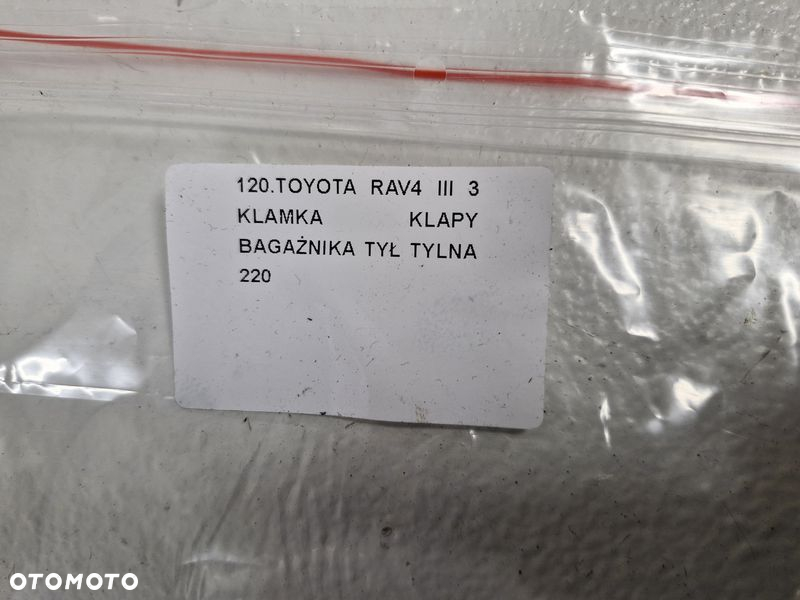 120.TOYOTA RAV4 III 3
KLAMKA KLAPY
BAGAŻNIKA TYŁ TYLNA
220
OTOMOTO